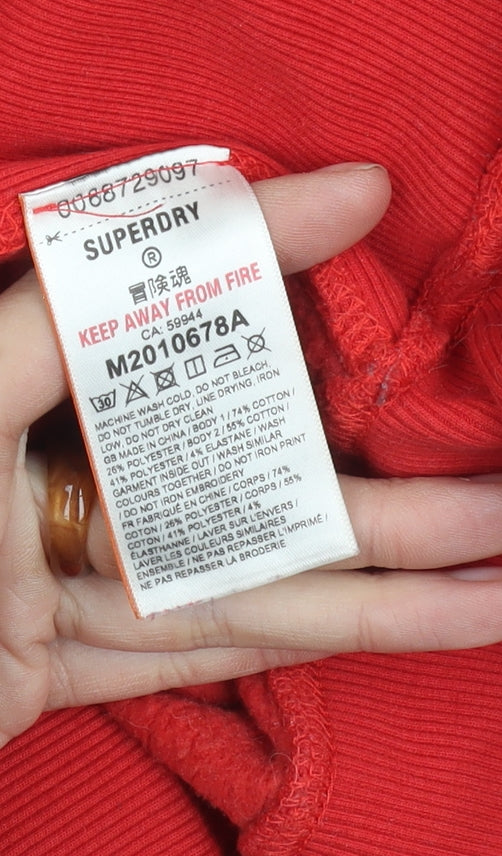 0068729097
SUPERDRY
®
冒険魂
KEEP AWAY FROM FIRE
CA: 59944
M2010678A
30
MACHINE WASH COLD, DO NOT BLEACH,
DO NOT TUMBLE DRY, LINE DRYING, IRON
LOW, DO NOT DRY CLEAN
GB MADE IN CHINA / BODY 1 / 74% COTTON /
26% POLYESTER / BODY 2 / 55% COTTON /
41% POLYESTER / 4% ELASTANE / WASH
GARMENT INSIDE OUT / WASH SIMILAR
COLOURS TOGETHER / DO NOT IRON PRINT
/ DO NOT IRON EMBROIDERY
FR FABRIQUÉ EN CHINE / CORPS / 74%
COTON / 26% POLYESTER / CORPS / 55%
COTON / 41% POLYESTER / 4%
ELASTHANNE / LAVER SUR L'ENVERS /
LAVER LES COULEURS SIMILAIRES
ENSEMBLE / NE PAS REPASSER L'IMPRIMÉ /
NE PAS REPASSER LA BRODERIE